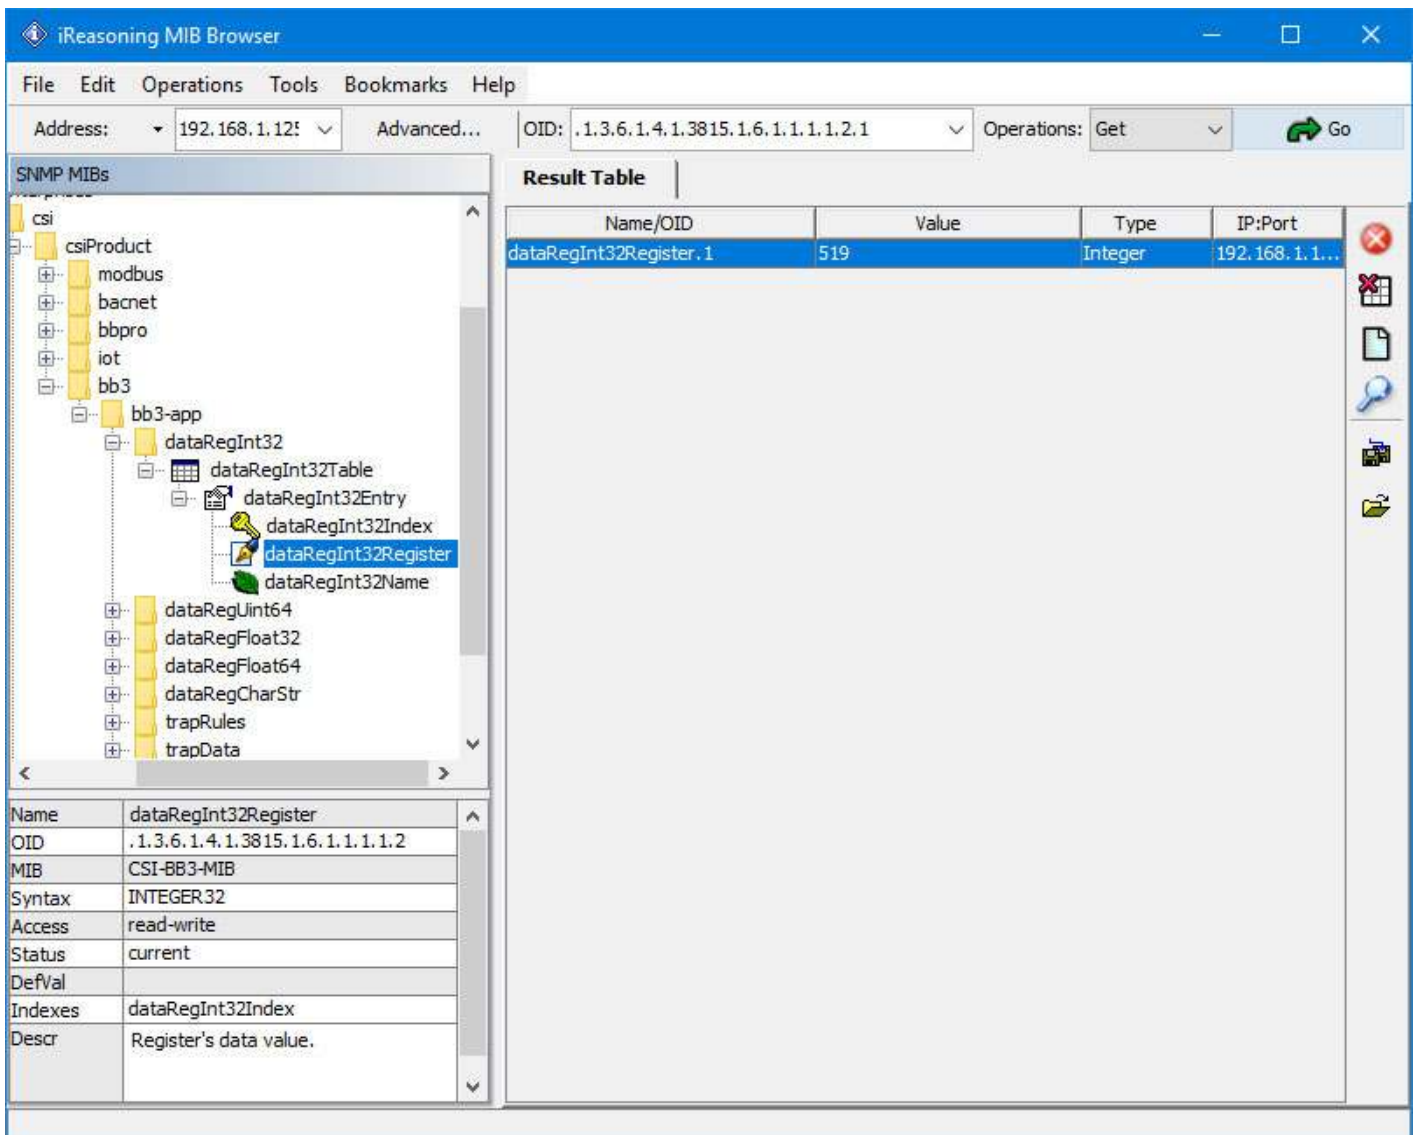 iReasoning MIB Browser
File Edit Operations Tools Bookmarks Help
Address: 192.168.1.125 Advanced... OID: .1.3.6.1.4.1.3815.1.6.1.1.1.1.2.1 Operations: Get Go
SNMP MIBs
csi
csiProduct
modbus
bacnet
bbpro
iot
bb3
bb3-app
dataRegInt32
dataRegInt32Table
dataRegInt32Entry
dataRegInt32Index
dataRegInt32Register
dataRegInt32Name
dataRegUint64
dataRegFloat32
dataRegFloat64
dataRegCharStr
trapRules
trapData
Name dataRegInt32Register
OID .1.3.6.1.4.1.3815.1.6.1.1.1.1.2
MIB CSI-BB3-MIB
Syntax INTEGER32
Access read-write
Status current
DefVal
Indexes dataRegInt32Index
Descr Register's data value.
Result Table
Name/OID Value Type IP:Port
dataRegInt32Register.1 519 Integer 192.168.1.1...